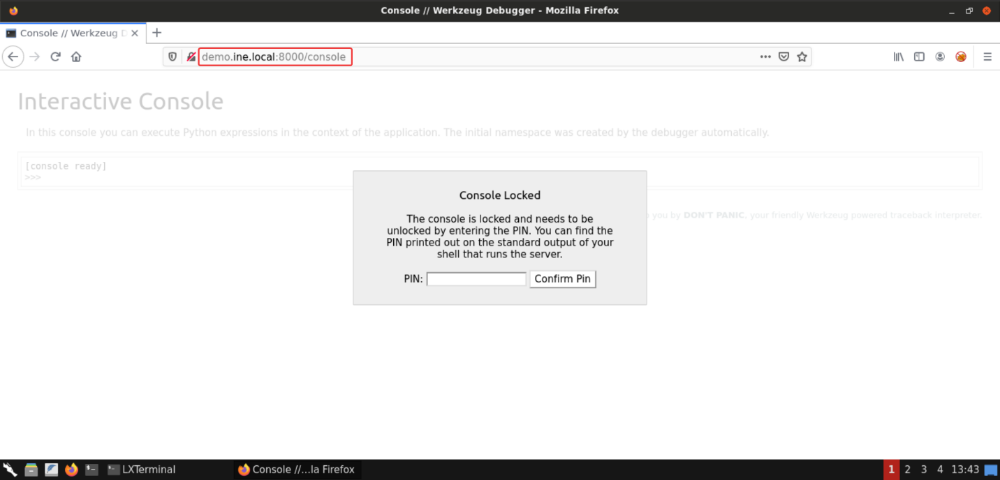 Console // Werkzeug Debugger - Mozilla Firefox
Console // Werkzeug D
demo.ine.local:8000/console
Interactive Console
In this console you can execute Python expressions in the context of the application. The initial namespace was created by the debugger automatically.
[console ready]
>>>
Console Locked
The console is locked and needs to be
unlocked by entering the PIN. You can find the
PIN printed out on the standard output of your
shell that runs the server.
PIN:
Confirm Pin
you by DON'T PANIC, your friendly Werkzeug powered traceback interpreter.
LXTerminal
Console //...la Firefox
1 2 3 4 13:43